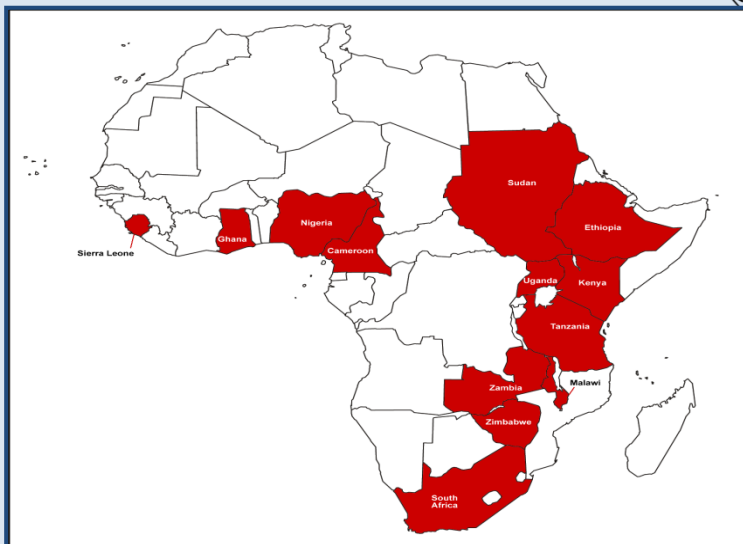 Sudan
Nigeria
Ethiopia
Ghana
Cameroon
Sierra Leone
Uganda
Kenya
Tanzania
Malawi
Zambia
Zimbabwe
South
Africa